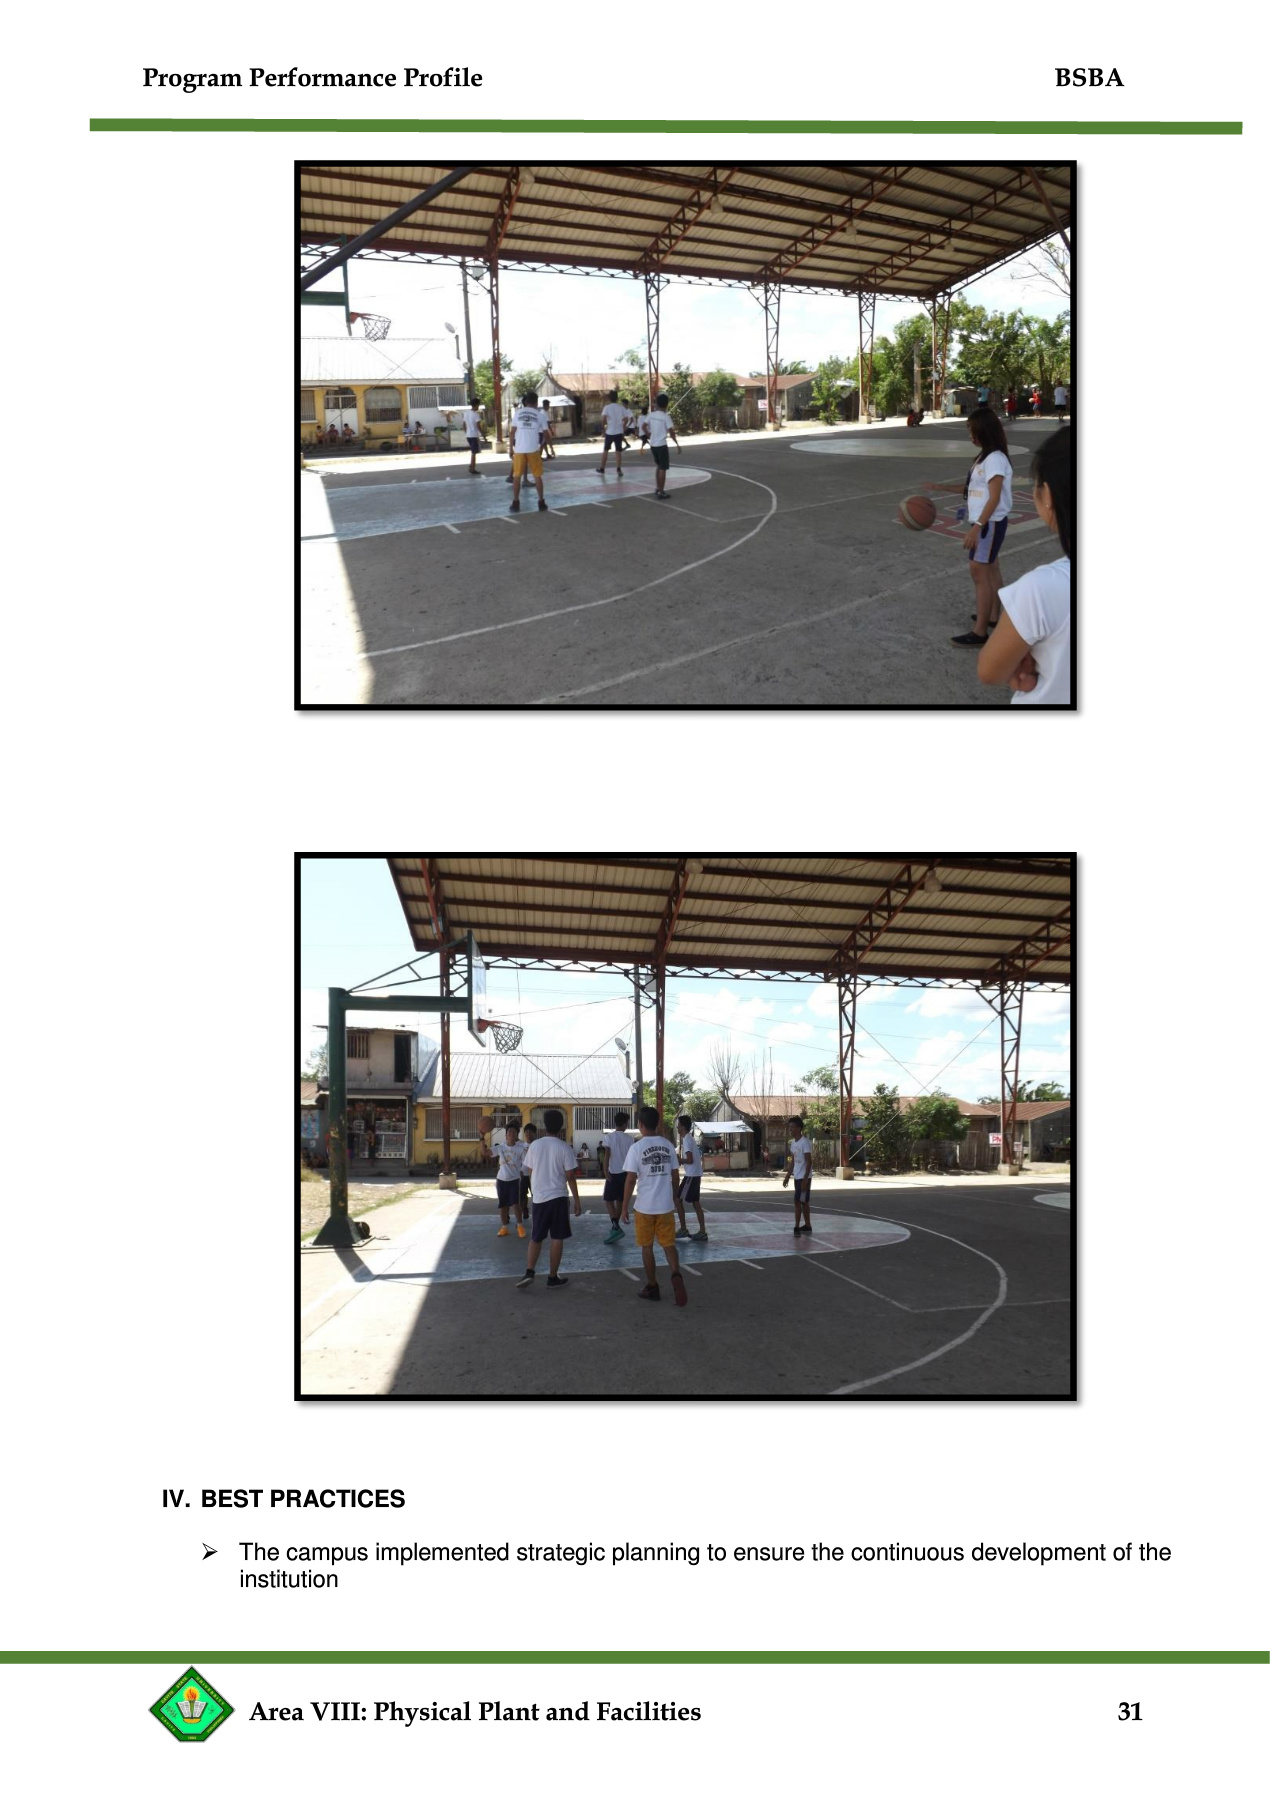 Program Performance Profile BSBA
IV. BEST PRACTICES
➢ The campus implemented strategic planning to ensure the continuous development of the
institution
Area VIII: Physical Plant and Facilities 31